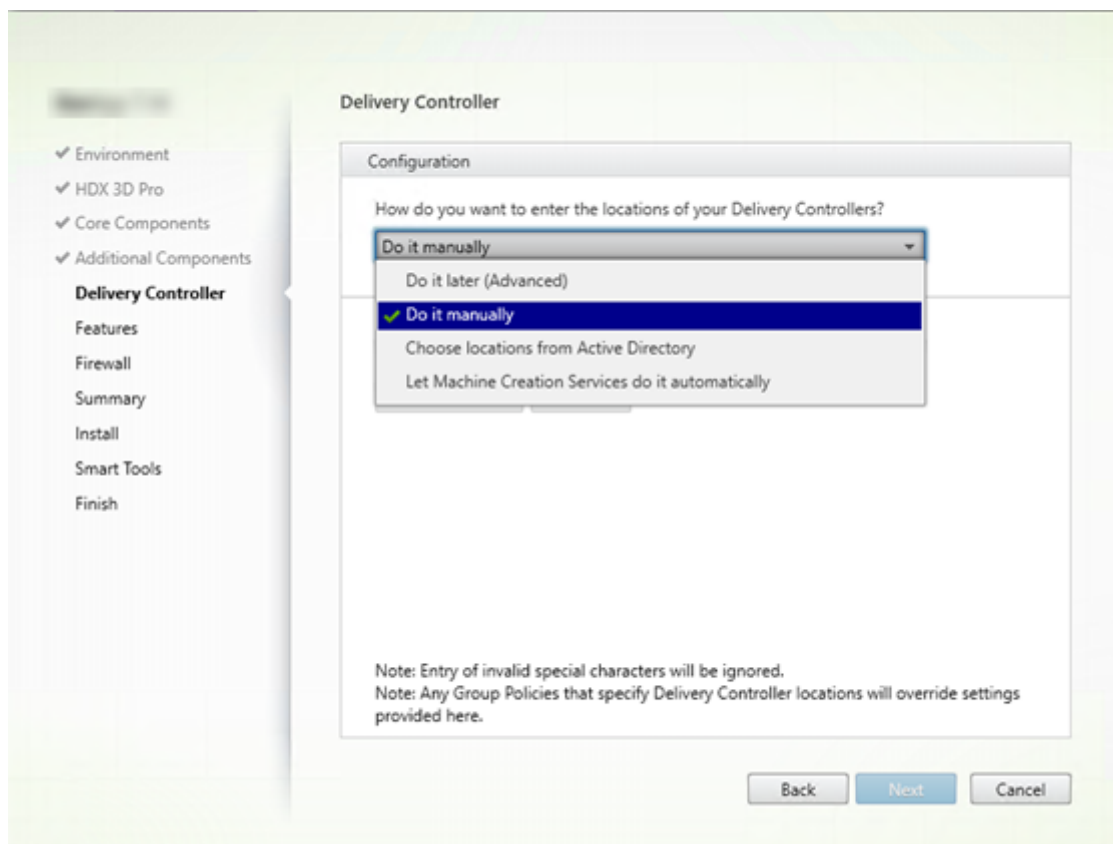 Delivery Controller
Environment
HDX 3D Pro
Core Components
Additional Components
Delivery Controller
Features
Firewall
Summary
Install
Smart Tools
Finish
Configuration
How do you want to enter the locations of your Delivery Controllers?
Do it manually
Do it later (Advanced)
Do it manually
Choose locations from Active Directory
Let Machine Creation Services do it automatically
Note: Entry of invalid special characters will be ignored.
Note: Any Group Policies that specify Delivery Controller locations will override settings
provided here.
Back
Next
Cancel